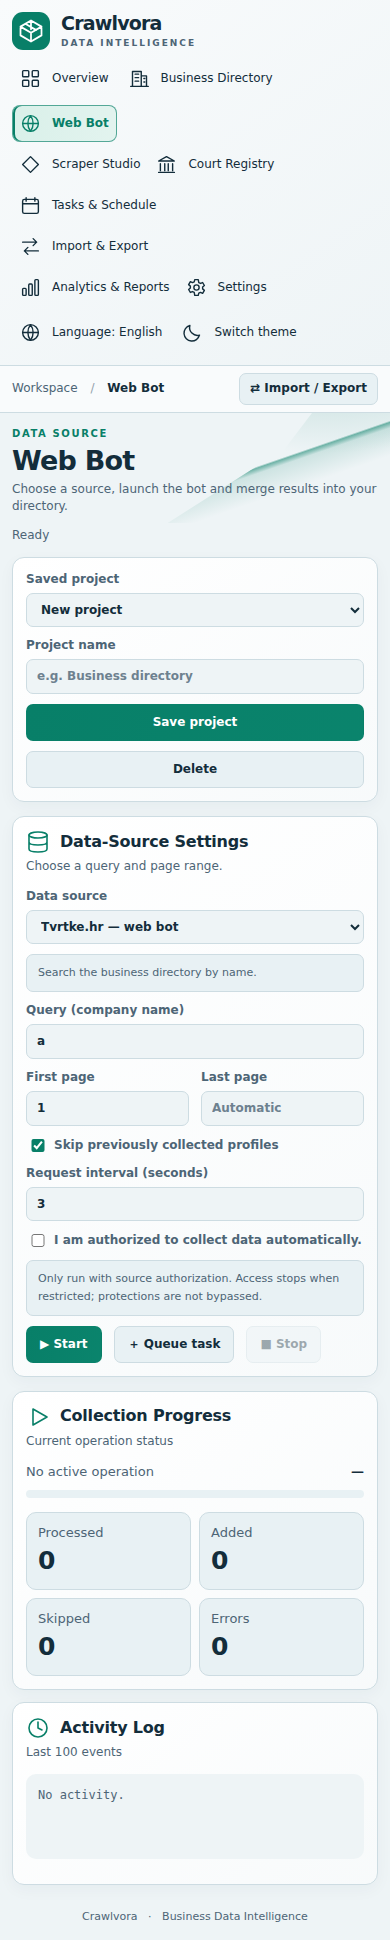 Crawlvora
DATA INTELLIGENCE
Overview
Business Directory
Web Bot
Scraper Studio
Court Registry
Tasks & Schedule
Import & Export
Analytics & Reports
Settings
Language: English
Switch theme
Workspace / Web Bot
⇄ Import / Export
DATA SOURCE
Web Bot
Choose a source, launch the bot and merge results into your
directory.
Ready
Saved project
New project
Project name
e.g. Business directory
Save project
Delete
Data-Source Settings
Choose a query and page range.
Data source
Tvrtke.hr — web bot
Search the business directory by name.
Query (company name)
a
First page
Last page
1
Automatic
Skip previously collected profiles
Request interval (seconds)
3
I am authorized to collect data automatically.
Only run with source authorization. Access stops when
restricted; protections are not bypassed.
▶ Start
+ Queue task
■ Stop
Collection Progress
Current operation status
No active operation
—
Processed
0
Added
0
Skipped
0
Errors
0
Activity Log
Last 100 events
No activity.
Crawlvora · Business Data Intelligence